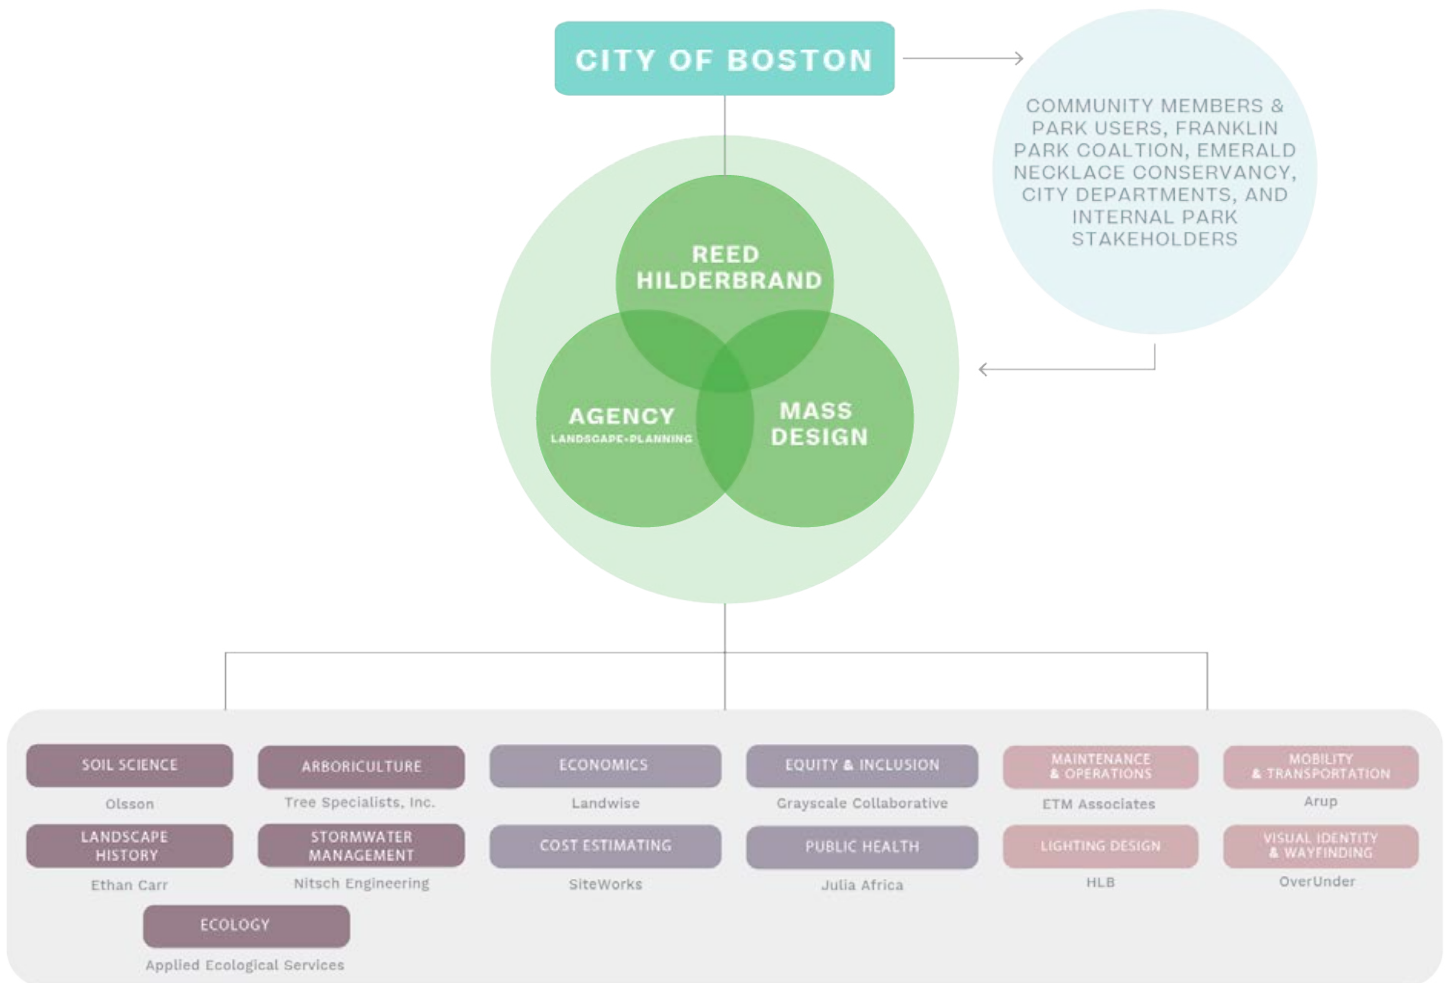 CITY OF BOSTON
COMMUNITY MEMBERS &
PARK USERS, FRANKLIN
PARK COALTION, EMERALD
NECKLACE CONSERVANCY,
CITY DEPARTMENTS, AND
INTERNAL PARK
STAKEHOLDERS
REED
HILDERBRAND
AGENCY
LANDSCAPE+PLANNING
MASS
DESIGN
SOIL SCIENCE
Olsson
ARBORICULTURE
Tree Specialists, Inc.
ECONOMICS
Landwise
EQUITY & INCLUSION
Grayscale Collaborative
MAINTENANCE
& OPERATIONS
ETM Associates
MOBILITY
& TRANSPORTATION
Arup
LANDSCAPE
HISTORY
Ethan Carr
STORMWATER
MANAGEMENT
Nitsch Engineering
COST ESTIMATING
SiteWorks
PUBLIC HEALTH
Julia Africa
LIGHTING DESIGN
HLB
VISUAL IDENTITY
& WAYFINDING
OverUnder
ECOLOGY
Applied Ecological Services